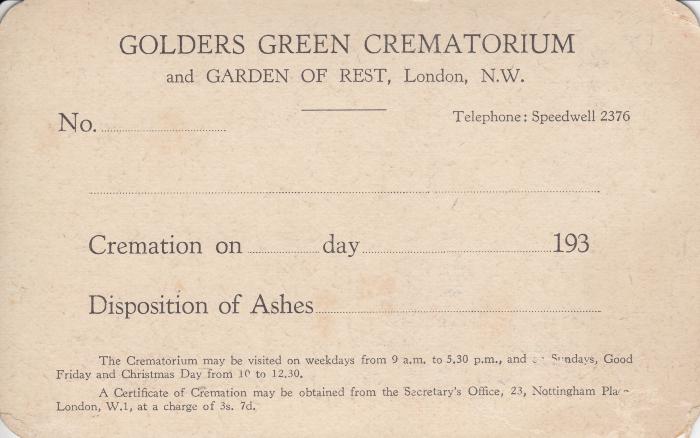 GOLDERS GREEN CREMATORIUM
and GARDEN OF REST, London, N.W.
No.
Telephone: Speedwell 2376
Cremation on day 193
Disposition of Ashes
The Crematorium may be visited on weekdays from 9 a.m. to 5.30 p.m., and Sundays, Good
Friday and Christmas Day from 10 to 12.30.
A Certificate of Cremation may be obtained from the Secretary's Office, 23, Nottingham
London, W.1, at a charge of 3s. 7d.